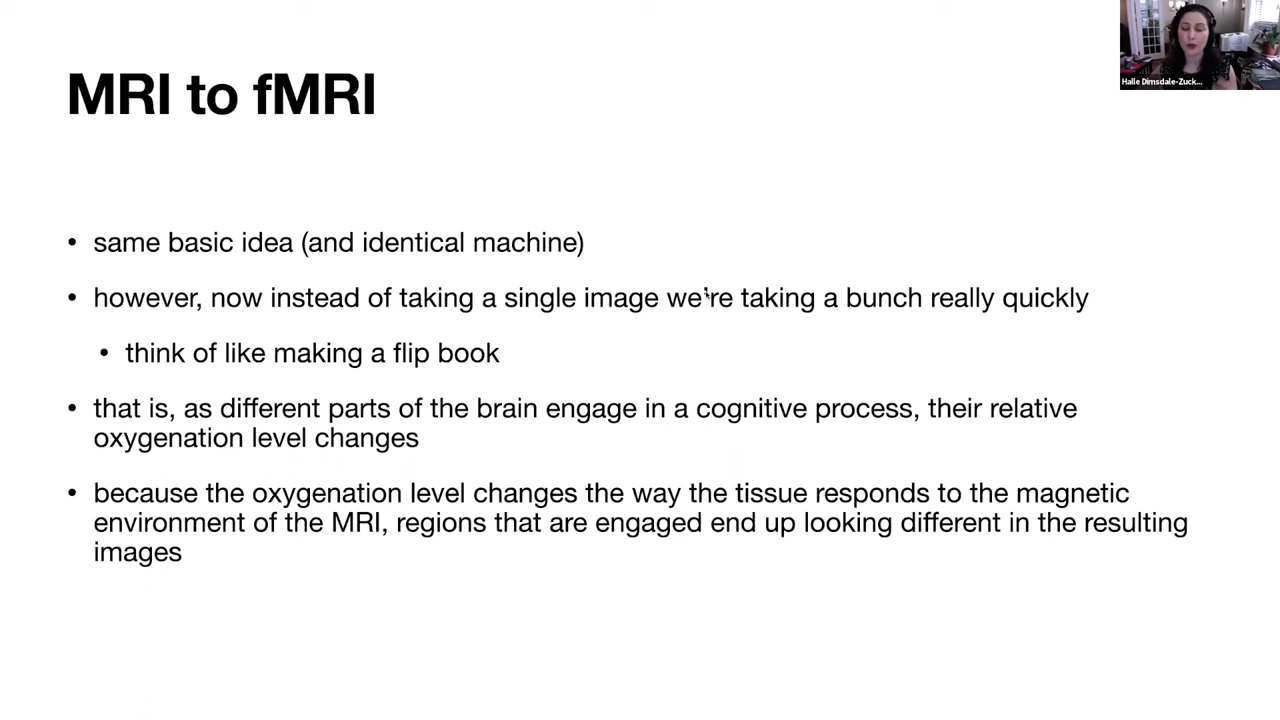 Halle Dimsdale-Zuck...
MRI to fMRI
• same basic idea (and identical machine)
• however, now instead of taking a single image we're taking a bunch really quickly
• think of like making a flip book
• that is, as different parts of the brain engage in a cognitive process, their relative
oxygenation level changes
• because the oxygenation level changes the way the tissue responds to the magnetic
environment of the MRI, regions that are engaged end up looking different in the resulting
images